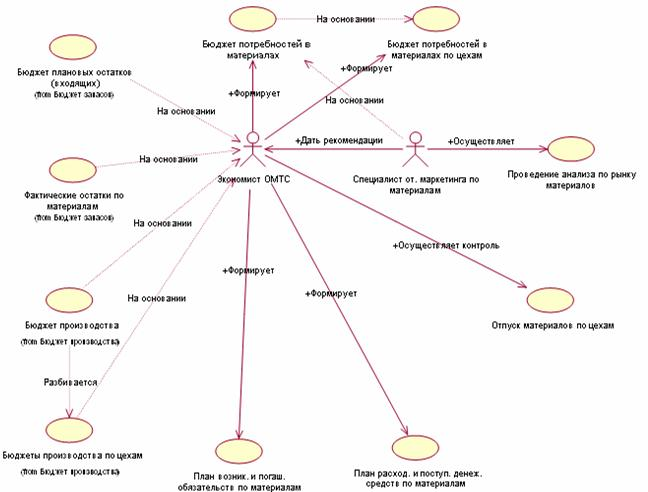 На основании
Бюджет потребностей в
материалах
Бюджет потребностей в
материалах по цехам
Бюджет плановых остатков
(входящих)
(from Бюджет запасов)
+Формирует
+Формирует
На основании
На основании
+Дать рекомендации
+Осуществляет
На основании
Экономист ОМТС
Специалист от. маркетинга по
материалам
Проведение анализа по рынку
материалов
Фактические остатки по
материалам
(from Бюджет запасов)
На основании
+Осуществляет контроль
+Формирует
+Формирует
На основании
Бюджет производства
(from Бюджет производства)
Отпуск материалов по цехам
Разбивается
Бюджеты производства по цехам
(from Бюджет производства)
План возник. и погаш.
обязательств по материалам
План расход. и поступ. денеж.
средств по материалам